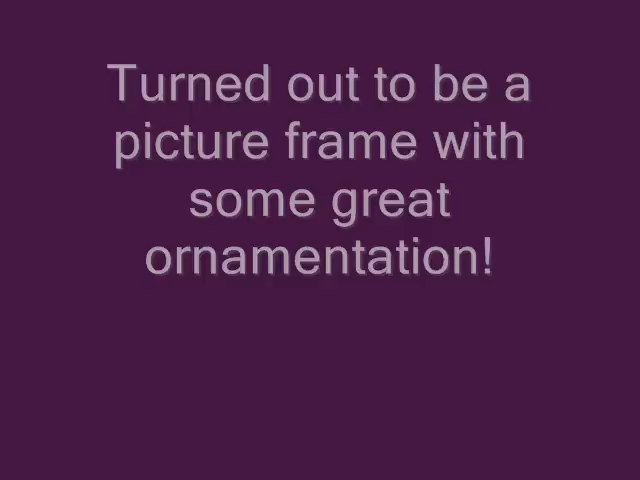 Turned out to be a
picture frame with
some great
ornamentation!